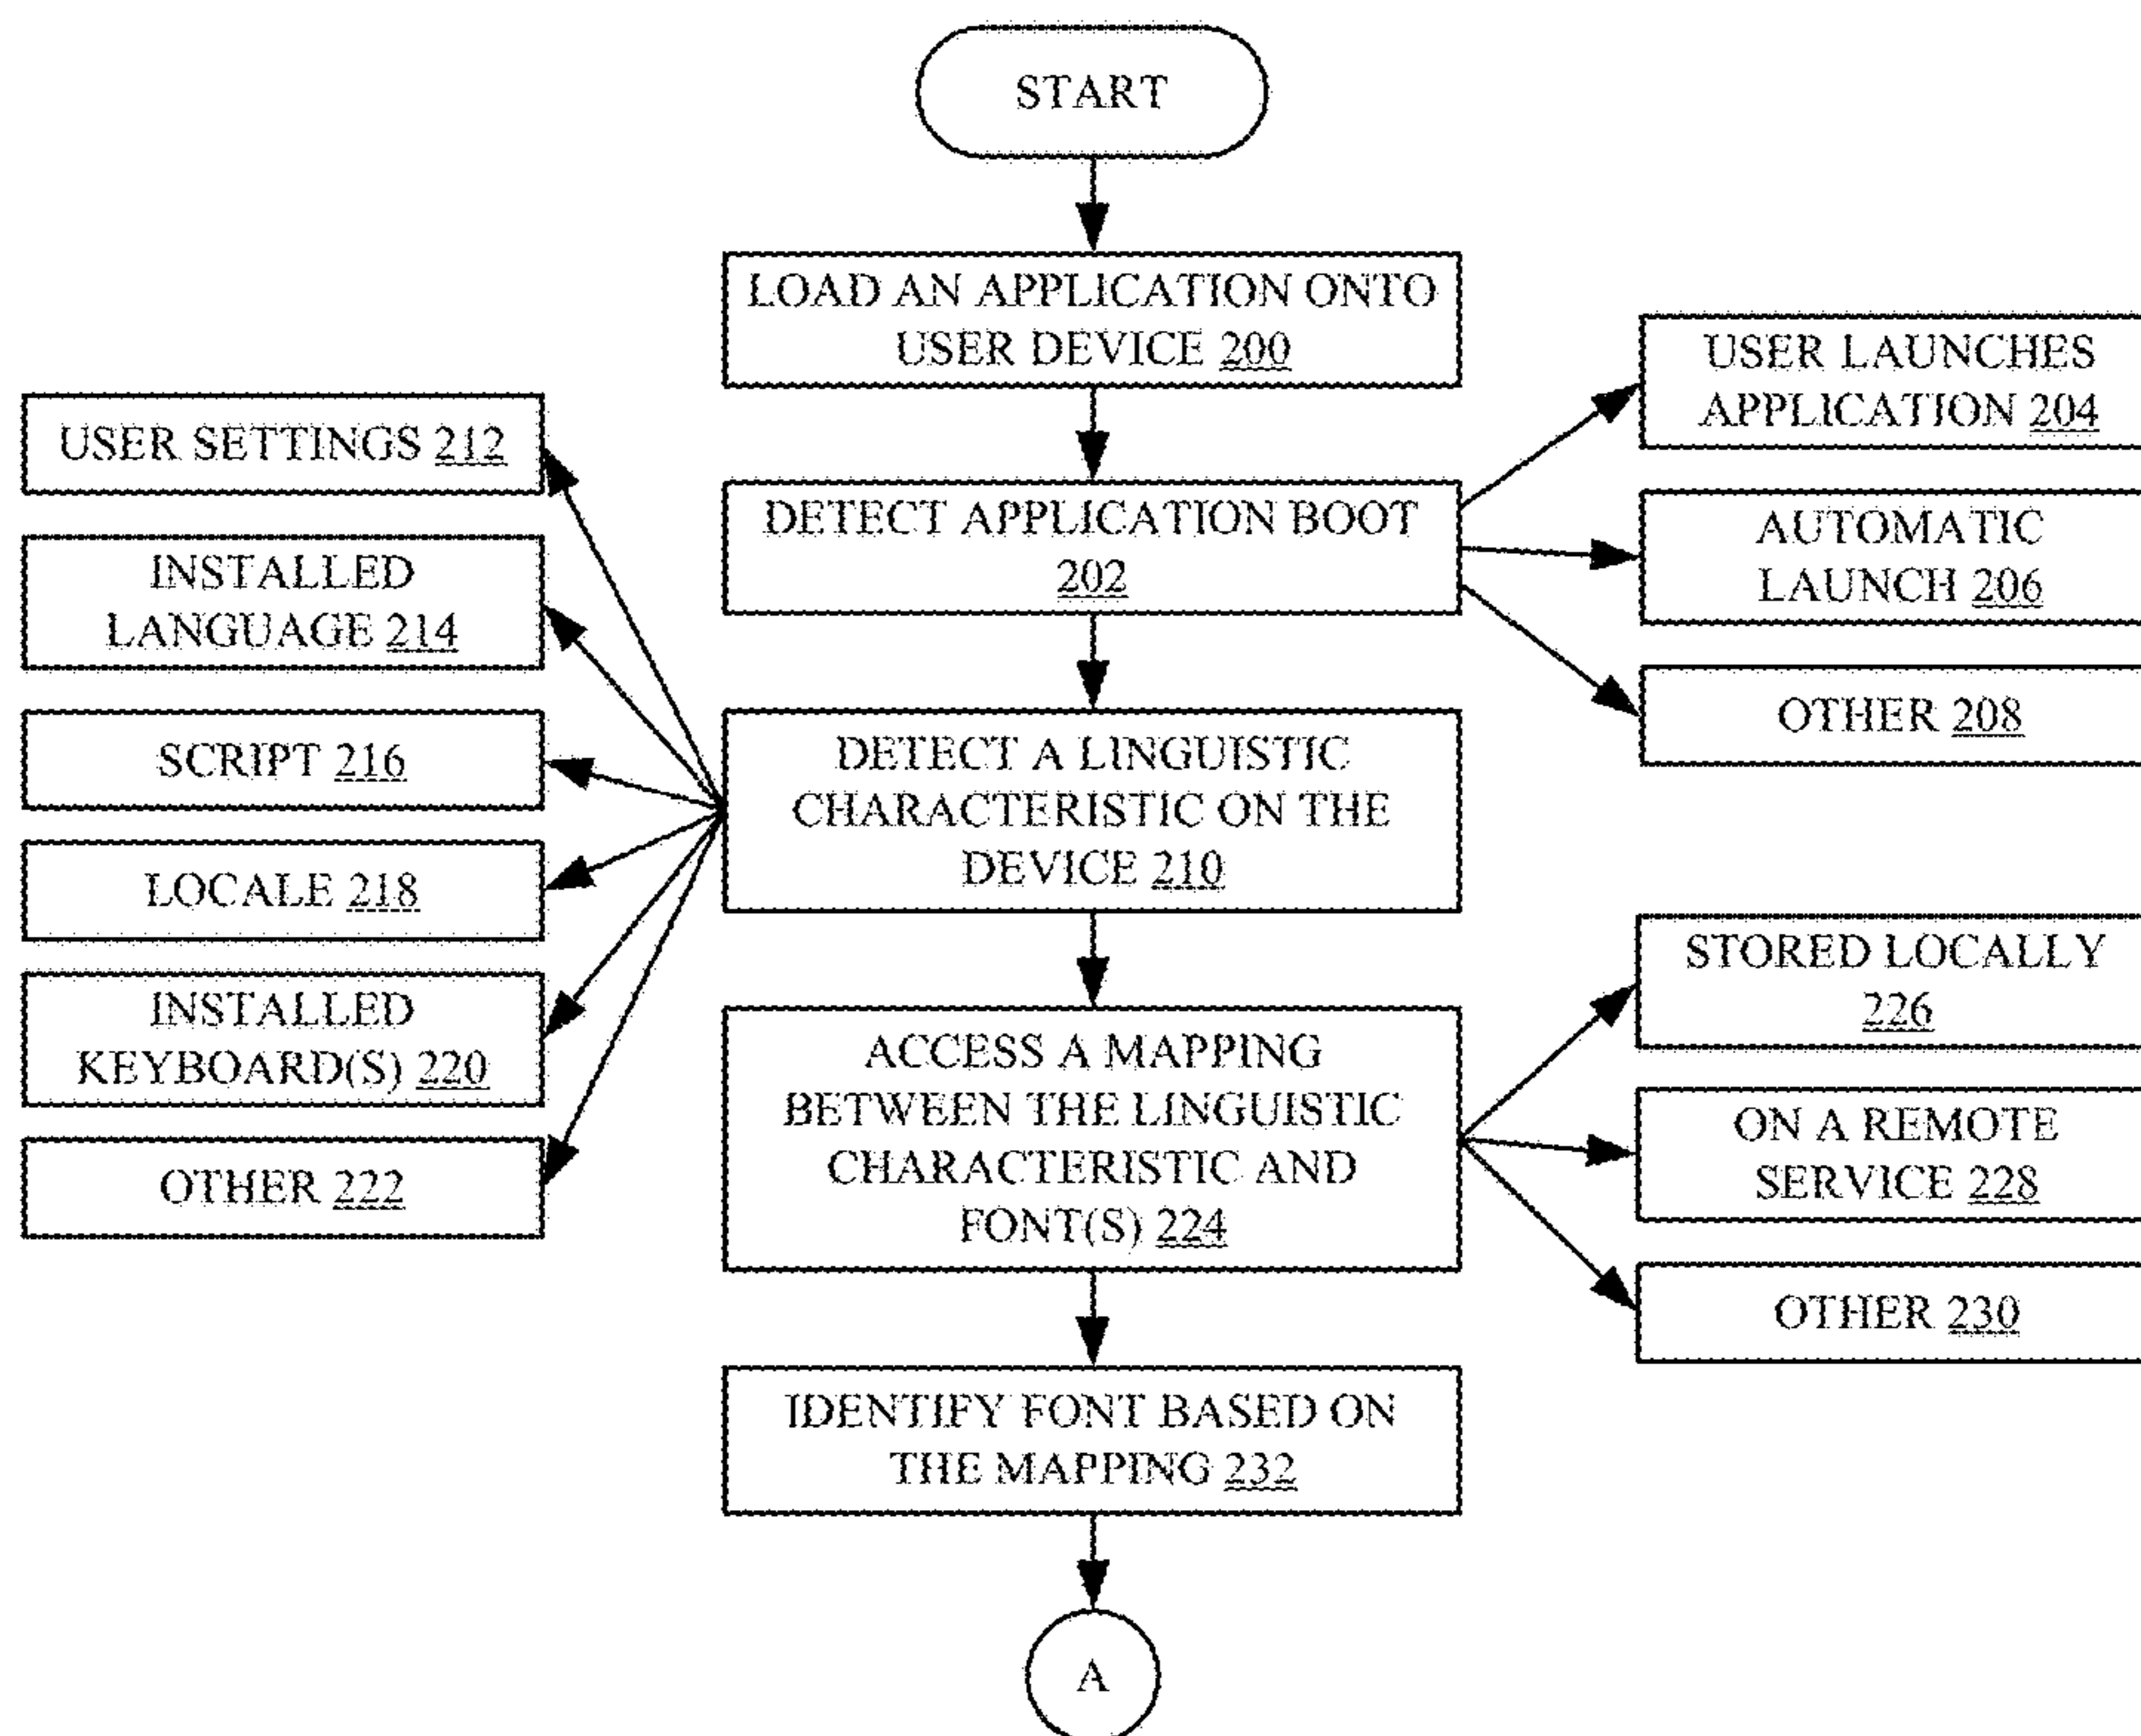 START
LOAD AN APPLICATION ONTO
USER DEVICE 200
USER LAUNCHES
APPLICATION 204
USER SETTINGS 212
DETECT APPLICATION BOOT
202
AUTOMATIC
LAUNCH 206
INSTALLED
LANGUAGE 214
OTHER 208
SCRIPT 216
DETECT A LINGUISTIC
CHARACTERISTIC ON THE
DEVICE 210
LOCALE 218
STORED LOCALLY
226
INSTALLED
KEYBOARD(S) 220
ACCESS A MAPPING
BETWEEN THE LINGUISTIC
CHARACTERISTIC AND
FONT(S) 224
ON A REMOTE
SERVICE 228
OTHER 222
OTHER 230
IDENTIFY FONT BASED ON
THE MAPPING 232
A